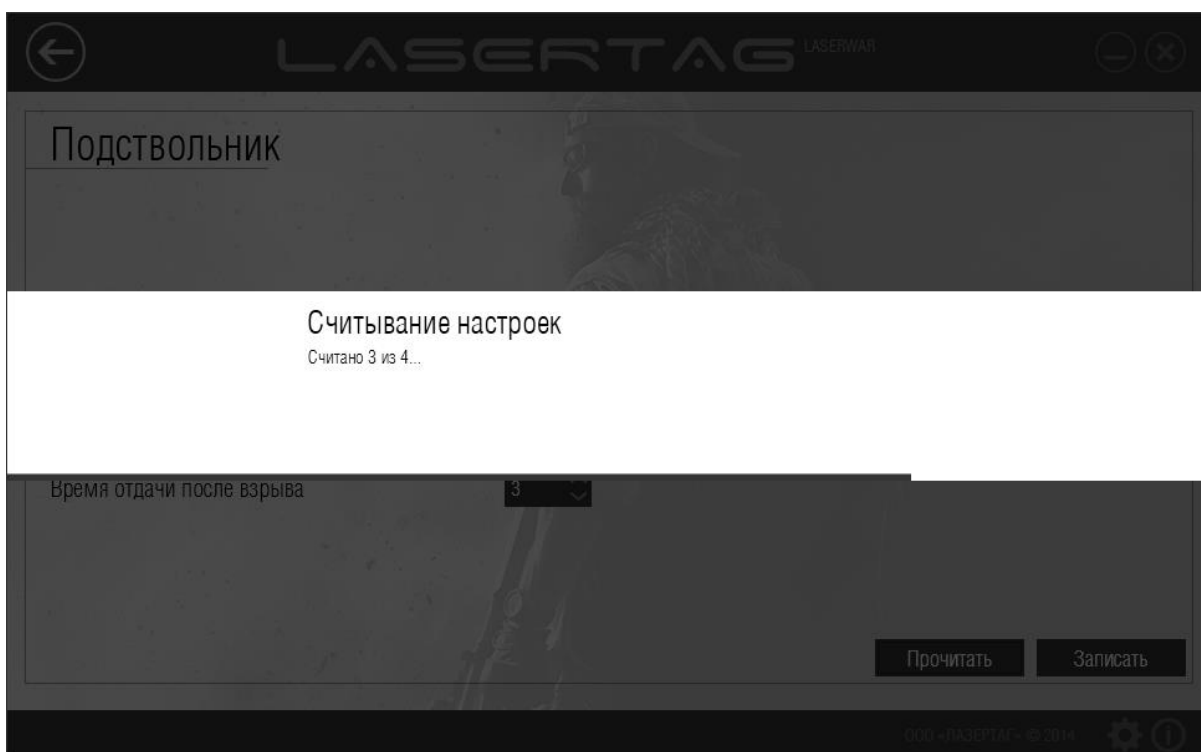 LASERTAG LASERWAR
Подствольник
Считывание настроек
Считано 3 из 4...
Время отдачи после взрыва 3
Прочитать Записать
ООО «ЛАЗЕРТАГ» © 2014